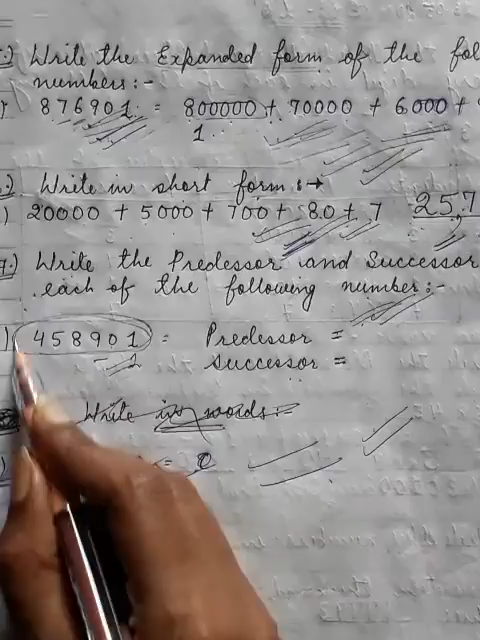 Write the Expanded form of the fol
numbers:-
876901 = 800000 + 70000 + 6000 +
1
Write in short form :→
20000 + 5000 + 700 + 80 + 7 25,7
7.) Write the Predessor and Successor
each of the following number:-
458901 = Predessor =
- 1 Successor =
Write in words:-
= 0